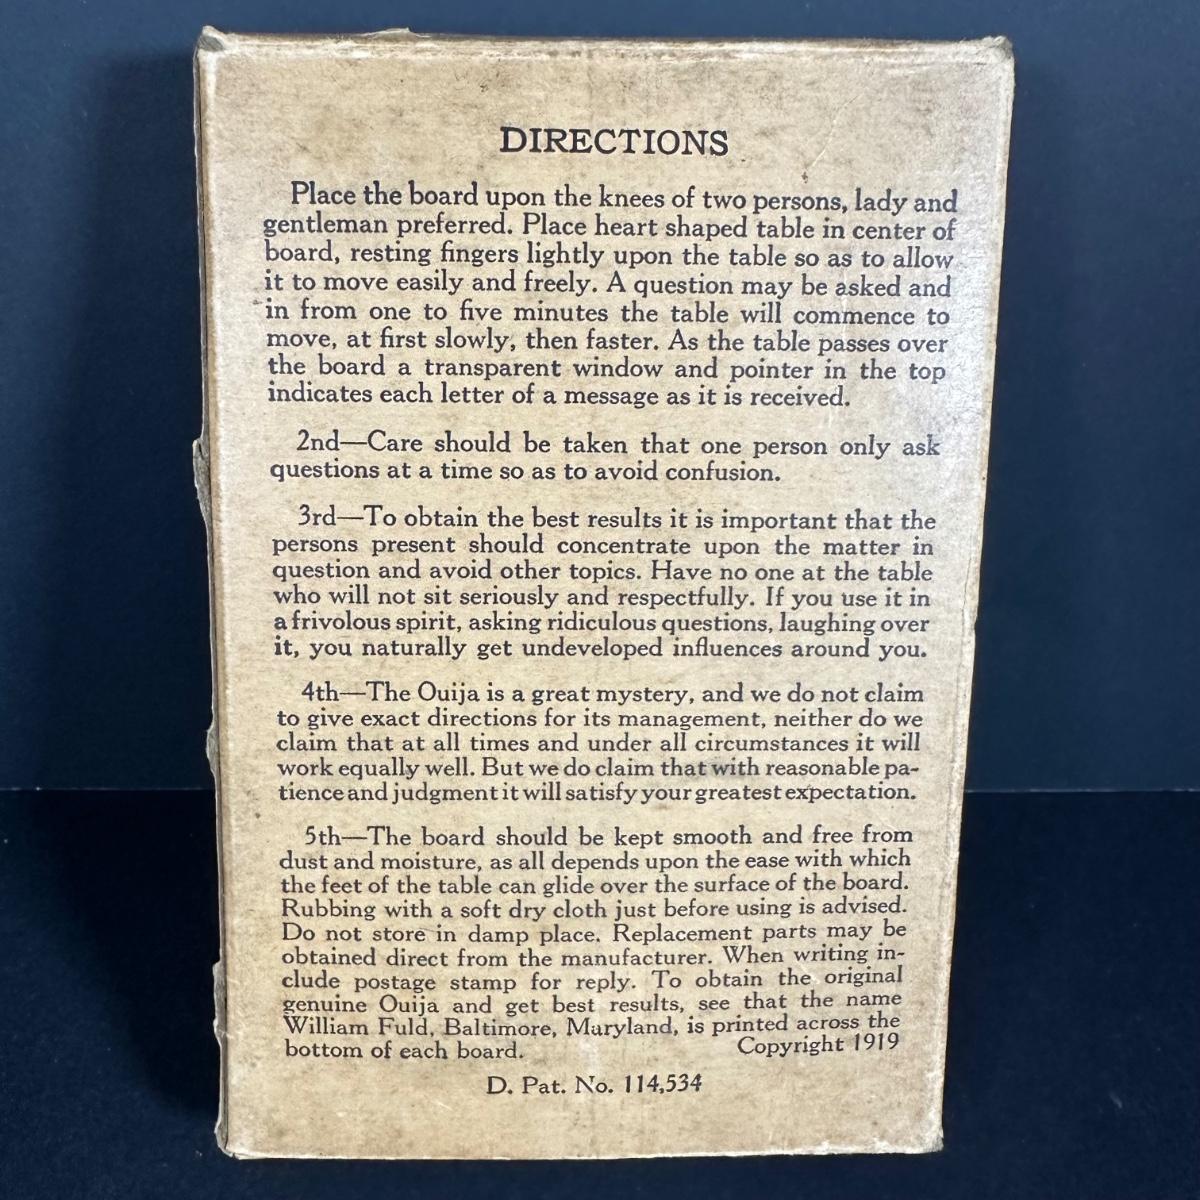 DIRECTIONS
Place the board upon the knees of two persons, lady and
gentleman preferred. Place heart shaped table in center of
board, resting fingers lightly upon the table so as to allow
it to move easily and freely. A question may be asked and
in from one to five minutes the table will commence to
move, at first slowly, then faster. As the table passes over
the board a transparent window and pointer in the top
indicates each letter of a message as it is received.
2nd—Care should be taken that one person only ask
questions at a time so as to avoid confusion.
3rd—To obtain the best results it is important that the
persons present should concentrate upon the matter in
question and avoid other topics. Have no one at the table
who will not sit seriously and respectfully. If you use it in
a frivolous spirit, asking ridiculous questions, laughing over
it, you naturally get undeveloped influences around you.
4th—The Ouija is a great mystery, and we do not claim
to give exact directions for its management, neither do we
claim that at all times and under all circumstances it will
work equally well. But we do claim that with reasonable pa-
tience and judgment it will satisfy your greatest expectation.
5th—The board should be kept smooth and free from
dust and moisture, as all depends upon the ease with which
the feet of the table can glide over the surface of the board.
Rubbing with a soft dry cloth just before using is advised.
Do not store in damp place. Replacement parts may be
obtained direct from the manufacturer. When writing in-
clude postage stamp for reply. To obtain the original
genuine Ouija and get best results, see that the name
William Fuld, Baltimore, Maryland, is printed across the
bottom of each board. Copyright 1919
D. Pat. No. 114,534